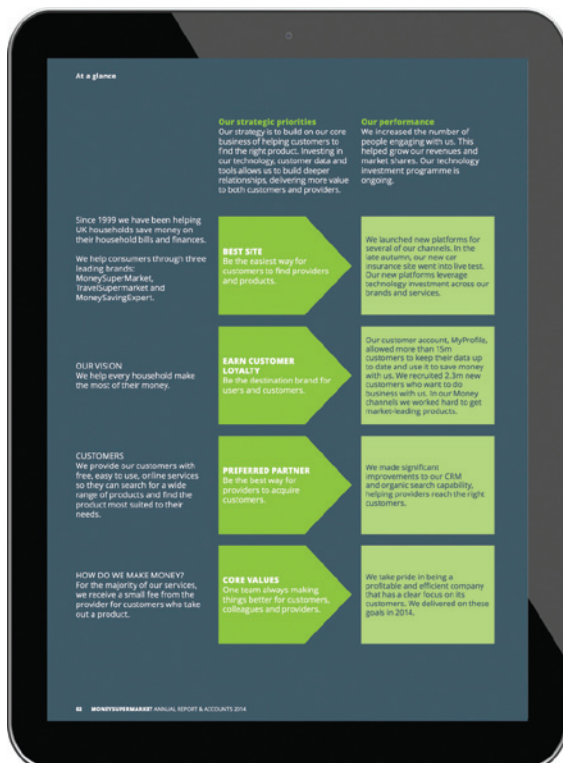 At a glance
Our strategic priorities
Our strategy is to build on our core
business of helping customers to
find the right product. Investing in
our technology, customer data and
tools allows us to build deeper
relationships, delivering more value
to both customers and providers.
Our performance
We increased the number of
people engaging with us. This
helped grow our revenues and
market shares. Our technology
investment programme is
ongoing.
Since 1999 we have been helping
UK households save money on
their household bills and finances.
We help consumers through three
leading brands:
MoneySuperMarket,
TravelSupermarket and
MoneySavingExpert.
BEST SITE
Be the easiest way for
customers to find providers
and products.
We launched new platforms for
several of our channels. In the
late autumn, our new car
insurance site went into live test.
Our new platforms leverage
technology investment across our
brands and services.
OUR VISION
We help every household make
the most of their money.
EARN CUSTOMER
LOYALTY
Be the destination brand for
users and customers.
Our customer account, MyProfile,
allowed more than 15m
customers to keep their data up
to date and use it to save money
with us. We recruited 2.3m new
customers who want to do
business with us. In our Money
channels we worked hard to get
market-leading products.
CUSTOMERS
We provide our customers with
free, easy to use, online services
so they can search for a wide
range of products and find the
product most suited to their
needs.
PREFERRED PARTNER
Be the best way for
providers to acquire
customers.
We made significant
improvements to our CRM
and organic search capability,
helping providers reach the right
customers.
HOW DO WE MAKE MONEY?
For the majority of our services,
we receive a small fee from the
provider for customers who take
out a product.
CORE VALUES
One team always making
things better for customers,
colleagues and providers.
We take pride in being a
profitable and efficient company
that has a clear focus on its
customers. We delivered on these
goals in 2014.
02 MONEYSUPERMARKET ANNUAL REPORT & ACCOUNTS 2014